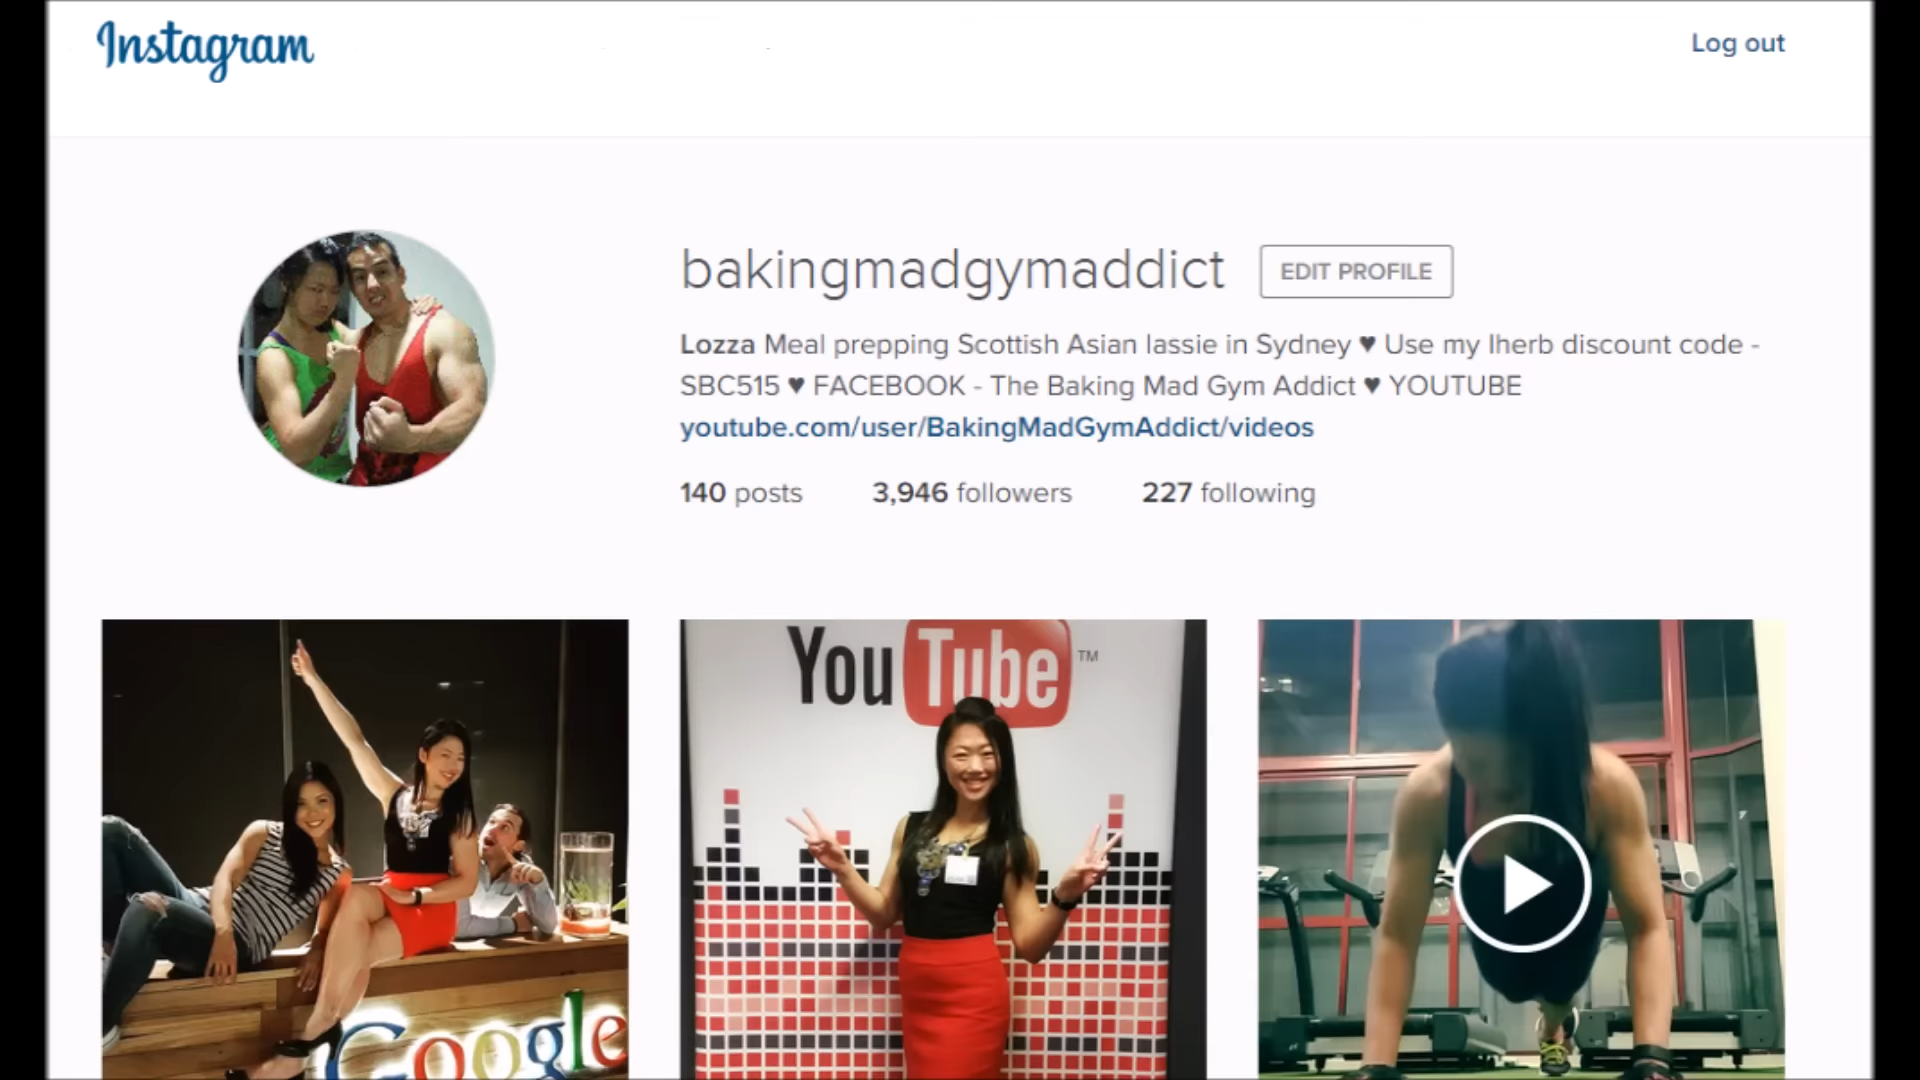 Instagram
Log out
bakingmadgymaddict
EDIT PROFILE
Lozza Meal prepping Scottish Asian lassie in Sydney ♥ Use my Iherb discount code -
SBC515 ♥ FACEBOOK - The Baking Mad Gym Addict ♥ YOUTUBE
youtube.com/user/BakingMadGymAddict/videos
140 posts 3,946 followers 227 following
YouTube™
Google